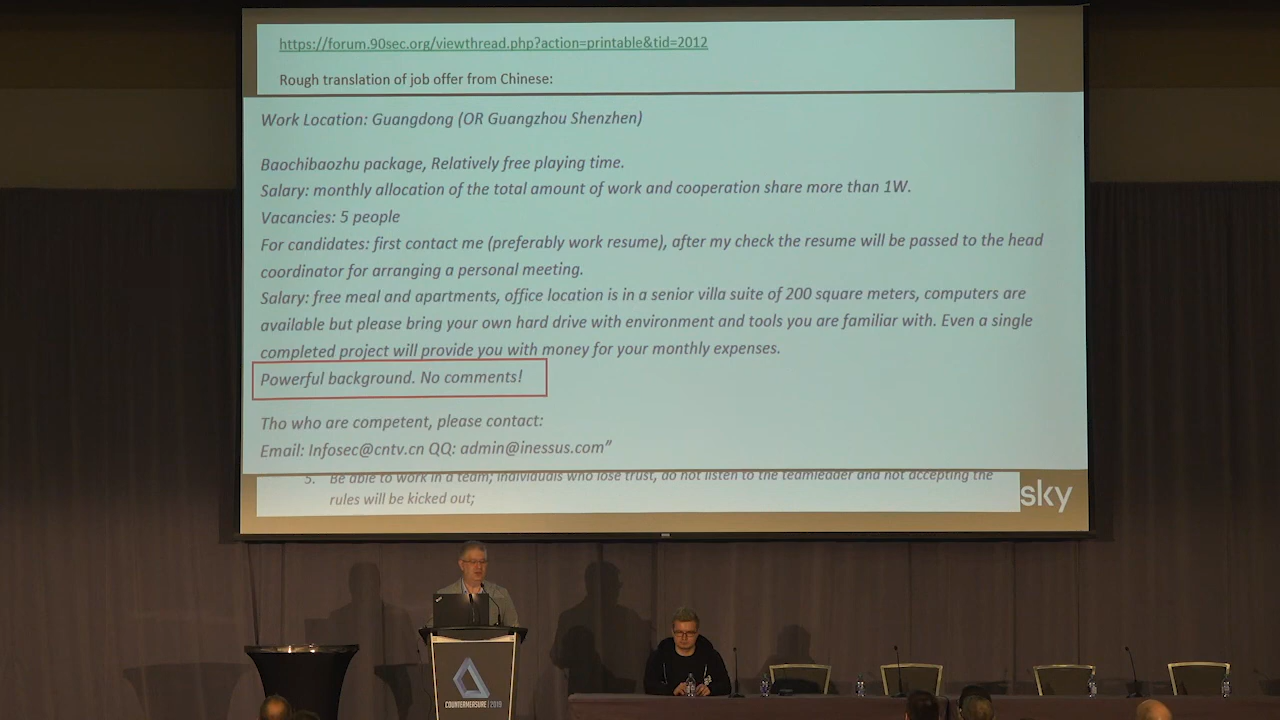 https://forum.90sec.org/viewthread.php?action=printable&tid=2012
Rough translation of job offer from Chinese:
Work Location: Guangdong (OR Guangzhou Shenzhen)
Baochibaozhu package, Relatively free playing time.
Salary: monthly allocation of the total amount of work and cooperation share more than 1W.
Vacancies: 5 people
For candidates: first contact me (preferably work resume), after my check the resume will be passed to the head
coordinator for arranging a personal meeting.
Salary: free meal and apartments, office location is in a senior villa suite of 200 square meters, computers are
available but please bring your own hard drive with environment and tools you are familiar with. Even a single
completed project will provide you with money for your monthly expenses.
Powerful background. No comments!
Tho who are competent, please contact:
Email: Infosec@cntv.cn QQ: admin@inessus.com"
5. Be able to work in a team; individuals who lose trust, do not listen to the teamleader and not accepting the
rules will be kicked out;
sky
COUNTERMEASURE | 2019